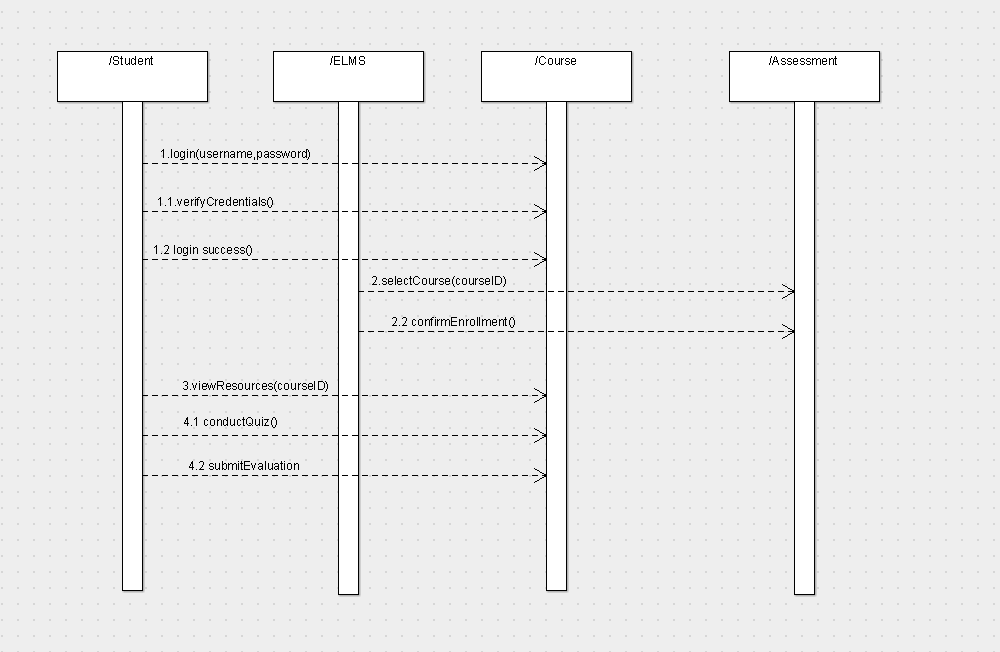 /Student
/ELMS
/Course
/Assessment
1.login(username,password)
1.1.verifyCredentials()
1.2 login success()
2.selectCourse(courseID)
2.2 confirmEnrollment()
3.viewResources(courseID)
4.1 conductQuiz()
4.2 submitEvaluation